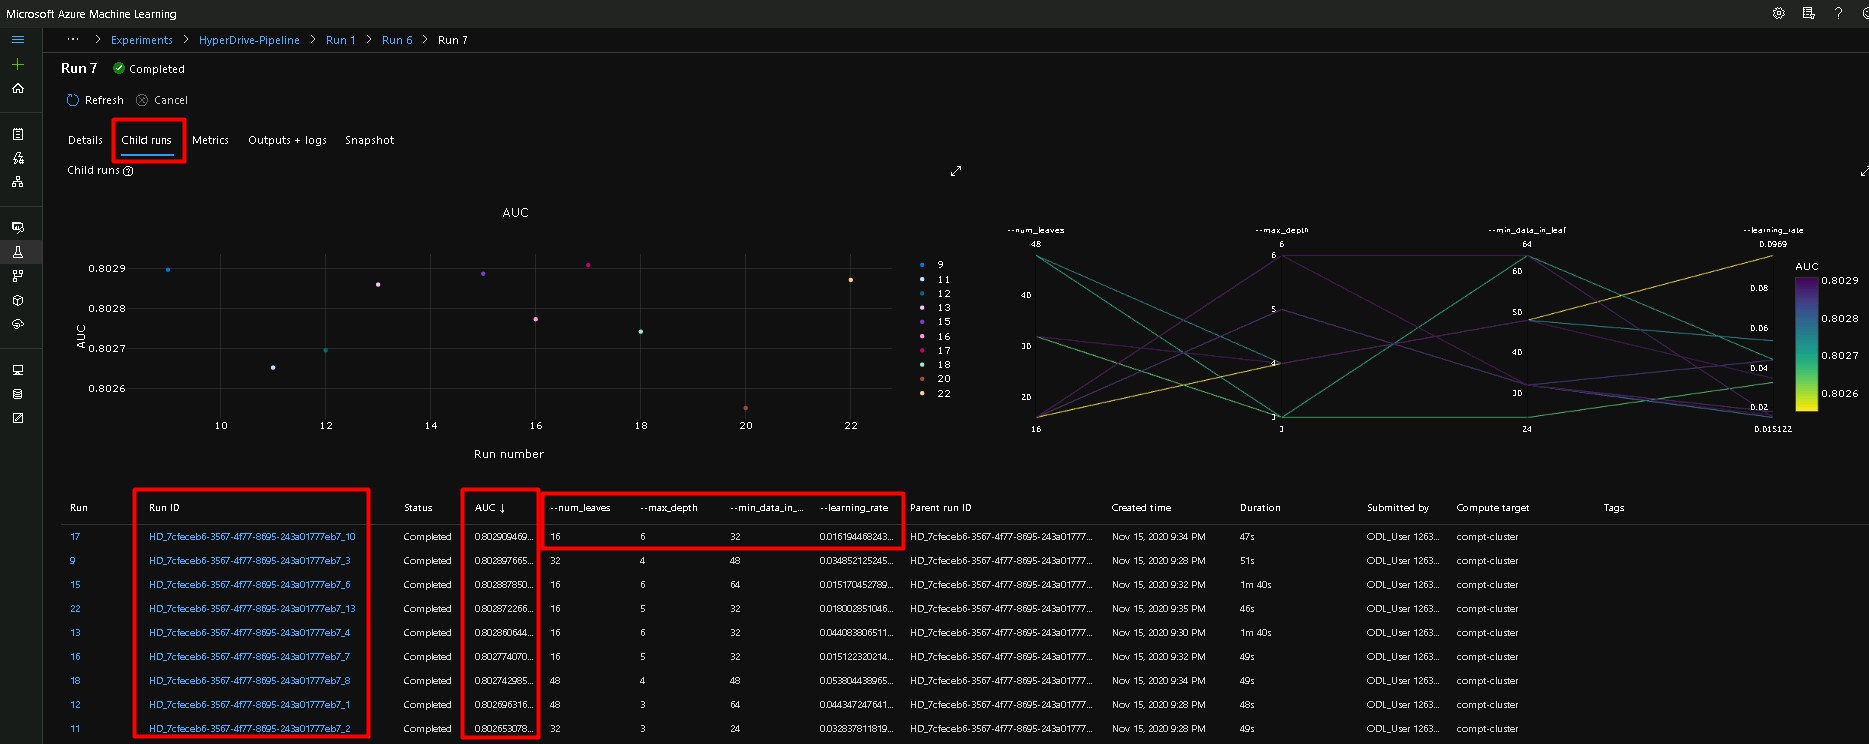 Microsoft Azure Machine Learning
··· > Experiments > HyperDrive-Pipeline > Run 1 > Run 6 > Run 7
Run 7 Completed
Refresh Cancel
Details Child runs Metrics Outputs + logs Snapshot
Child runs
AUC
0.8029
0.8028
0.8027
0.8026
AUC
10 12 14 16 18 20 22
Run number
9
11
12
13
15
16
17
18
20
22
--num_leaves --max_depth --min_data_in_leaf --learning_rate
48 6 64 0.0969
40
30
20
16
6
5
4
3
3
60
50
40
30
24
0.08
0.06
0.04
0.02
0.015122
AUC
0.8029
0.8028
0.8027
0.8026
Run Run ID Status AUC ↓ --num_leaves --max_depth --min_data_in_... --learning_rate Parent run ID Created time Duration Submitted by Compute target Tags
17 HD_7cfeceb6-3567-4f77-8695-243a01777eb7_10 Completed 0.802909469... 16 6 32 0.016194468243... HD_7cfeceb6-3567-4f77-8695-243a01777... Nov 15, 2020 9:34 PM 47s ODL_User 1263... compt-cluster
9 HD_7cfeceb6-3567-4f77-8695-243a01777eb7_3 Completed 0.802897665... 32 4 48 0.034852125245... HD_7cfeceb6-3567-4f77-8695-243a01777... Nov 15, 2020 9:28 PM 51s ODL_User 1263... compt-cluster
15 HD_7cfeceb6-3567-4f77-8695-243a01777eb7_6 Completed 0.802887850... 16 6 64 0.015170452789... HD_7cfeceb6-3567-4f77-8695-243a01777... Nov 15, 2020 9:32 PM 1m 40s ODL_User 1263... compt-cluster
22 HD_7cfeceb6-3567-4f77-8695-243a01777eb7_13 Completed 0.802872266... 16 5 32 0.018002851046... HD_7cfeceb6-3567-4f77-8695-243a01777... Nov 15, 2020 9:35 PM 46s ODL_User 1263... compt-cluster
13 HD_7cfeceb6-3567-4f77-8695-243a01777eb7_4 Completed 0.802860644... 16 6 32 0.044083806511... HD_7cfeceb6-3567-4f77-8695-243a01777... Nov 15, 2020 9:30 PM 1m 40s ODL_User 1263... compt-cluster
16 HD_7cfeceb6-3567-4f77-8695-243a01777eb7_7 Completed 0.802774070... 16 5 32 0.015122320214... HD_7cfeceb6-3567-4f77-8695-243a01777... Nov 15, 2020 9:32 PM 49s ODL_User 1263... compt-cluster
18 HD_7cfeceb6-3567-4f77-8695-243a01777eb7_8 Completed 0.802742985... 48 4 48 0.053804438965... HD_7cfeceb6-3567-4f77-8695-243a01777... Nov 15, 2020 9:34 PM 49s ODL_User 1263... compt-cluster
12 HD_7cfeceb6-3567-4f77-8695-243a01777eb7_1 Completed 0.802696316... 48 3 64 0.044347247641... HD_7cfeceb6-3567-4f77-8695-243a01777... Nov 15, 2020 9:28 PM 48s ODL_User 1263... compt-cluster
11 HD_7cfeceb6-3567-4f77-8695-243a01777eb7_2 Completed 0.802653078... 32 3 24 0.032837811819... HD_7cfeceb6-3567-4f77-8695-243a01777... Nov 15, 2020 9:28 PM 49s ODL_User 1263... compt-cluster